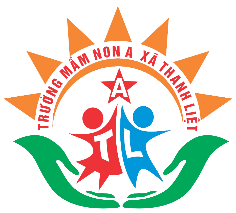 TRƯỜNG MẦM NON A XÃ THANH LIỆT
A
T L